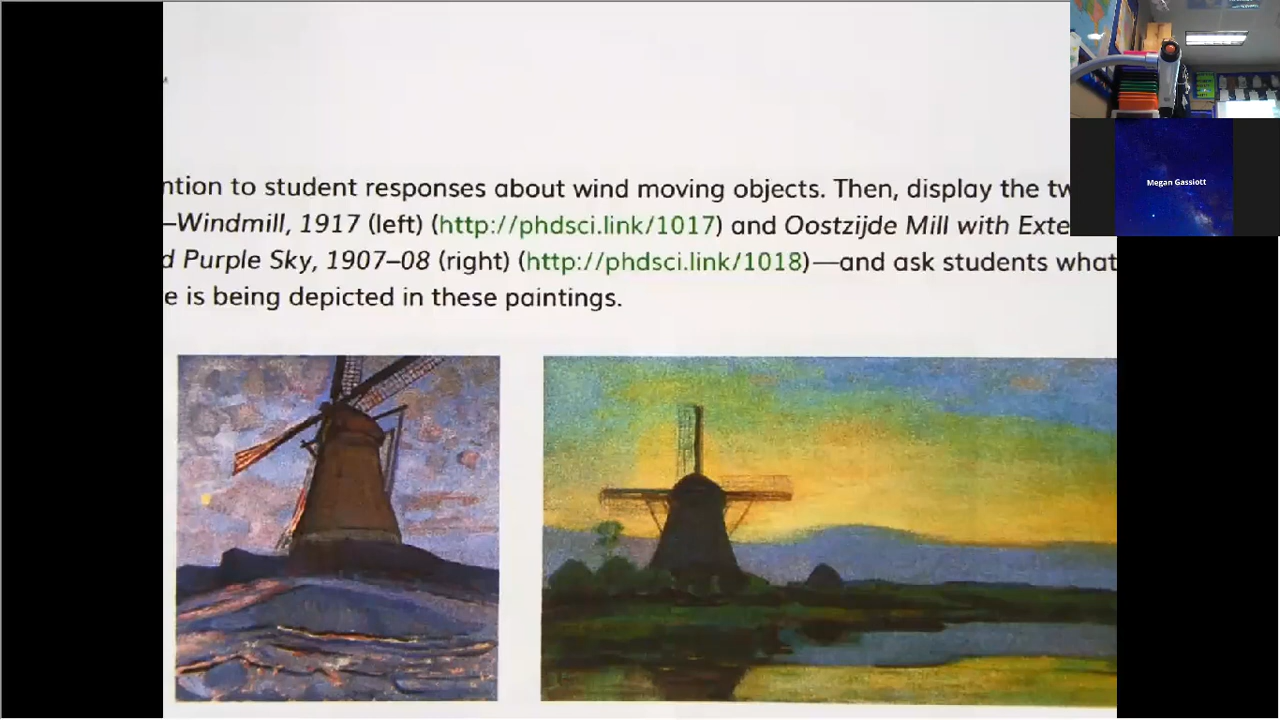 ntion to student responses about wind moving objects. Then, display the tw
–Windmill, 1917 (left) (http://phdsci.link/1017) and Oostzijde Mill with Exte
d Purple Sky, 1907–08 (right) (http://phdsci.link/1018)—and ask students what
e is being depicted in these paintings.
Megan Gassiott